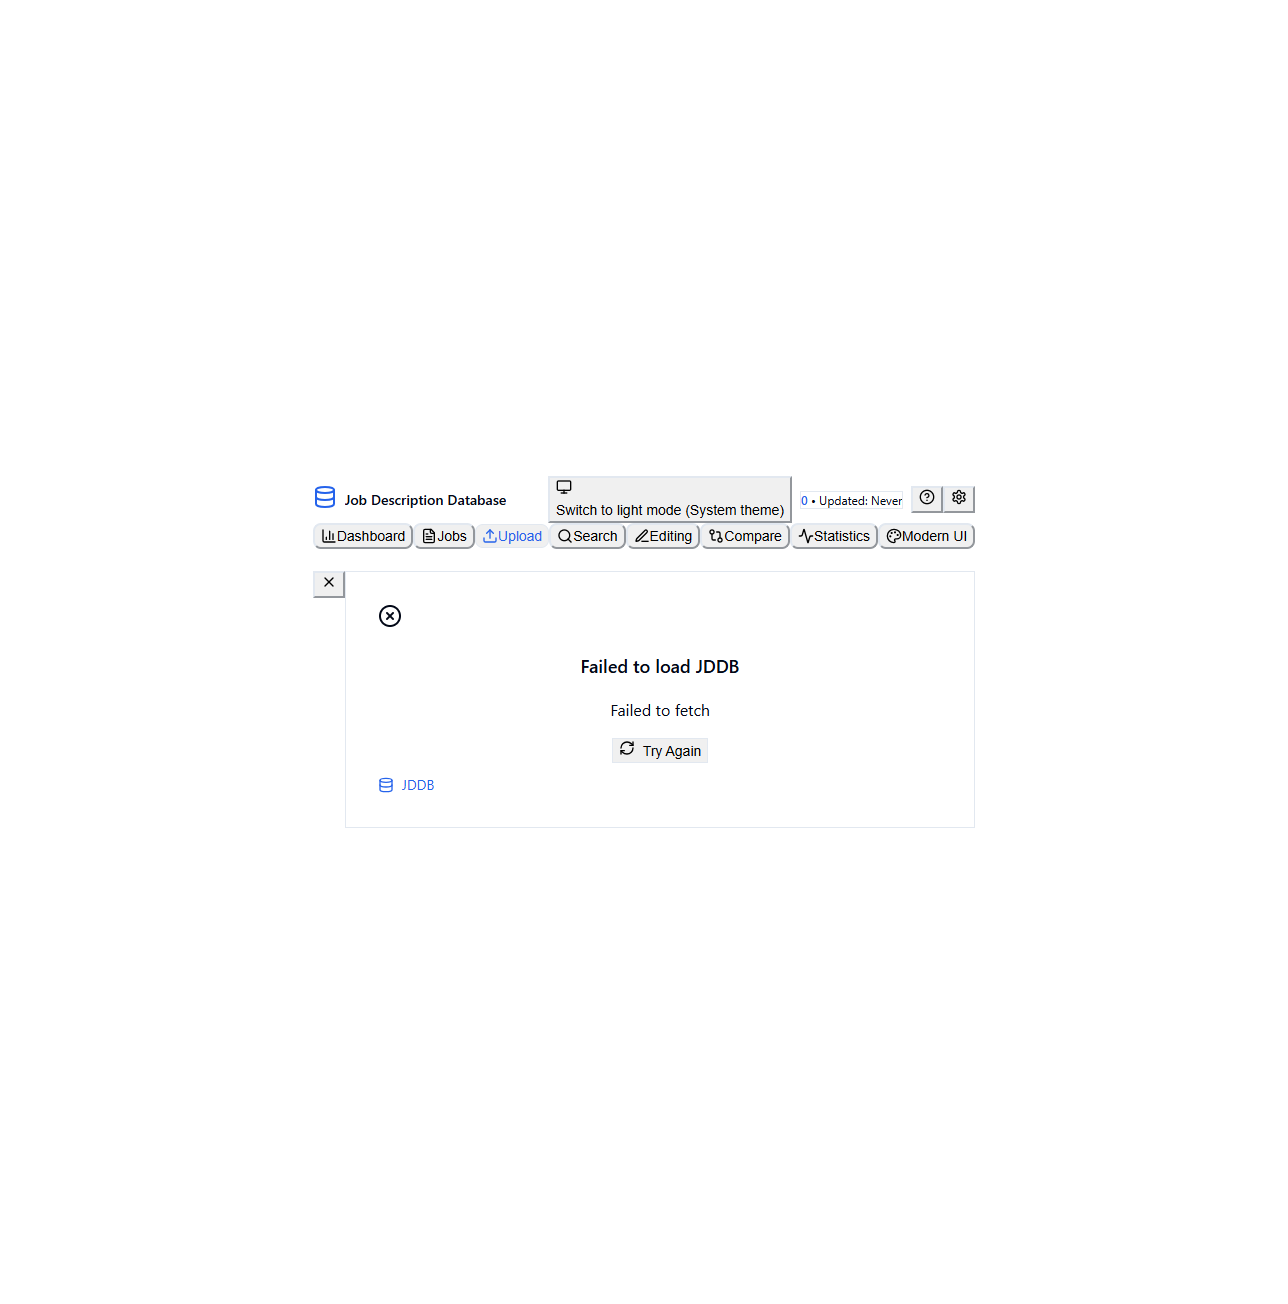 Job Description Database
Switch to light mode (System theme)
0 • Updated: Never
Dashboard Jobs Upload Search Editing Compare Statistics Modern UI
Failed to load JDDB
Failed to fetch
Try Again
JDDB